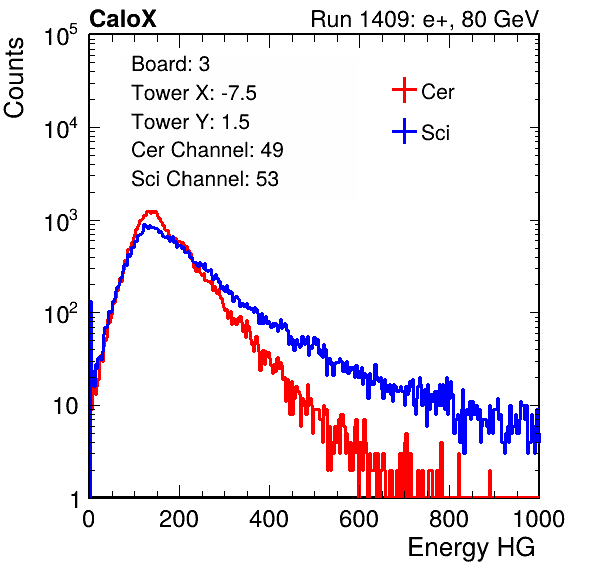 CaloX
Run 1409: e+, 80 GeV
Counts
Board: 3
Tower X: -7.5
Tower Y: 1.5
Cer Channel: 49
Sci Channel: 53
Cer
Sci
10^5
10^4
10^3
10^2
10
1
0 200 400 600 800 1000
Energy HG